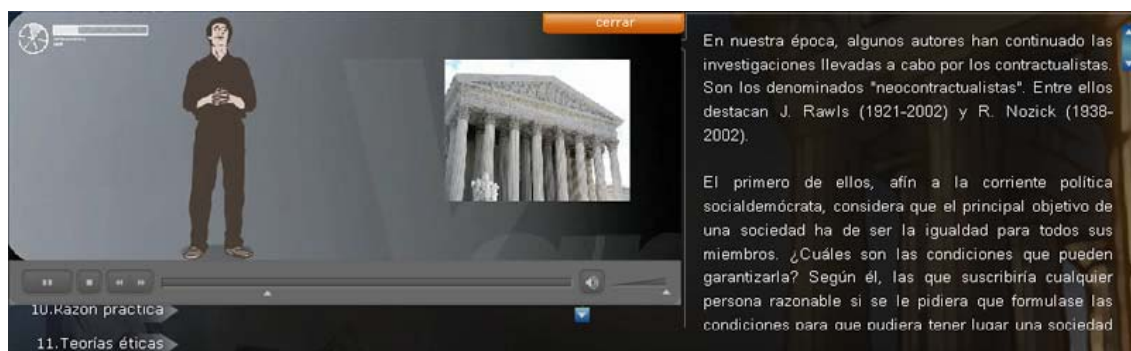 cerrar
En nuestra época, algunos autores han continuado las
investigaciones llevadas a cabo por los contractualistas.
Son los denominados "neocontractualistas". Entre ellos
destacan J. Rawls (1921-2002) y R. Nozick (1938-
2002).
El primero de ellos, afín a la corriente política
socialdemócrata, considera que el principal objetivo de
una sociedad ha de ser la igualdad para todos sus
miembros. ¿Cuáles son las condiciones que pueden
garantizarla? Según él, las que suscribiría cualquier
persona razonable si se le pidiera que formulase las
condiciones para que pudiera tener lugar una sociedad
10.Razón práctica
11.Teorías éticas